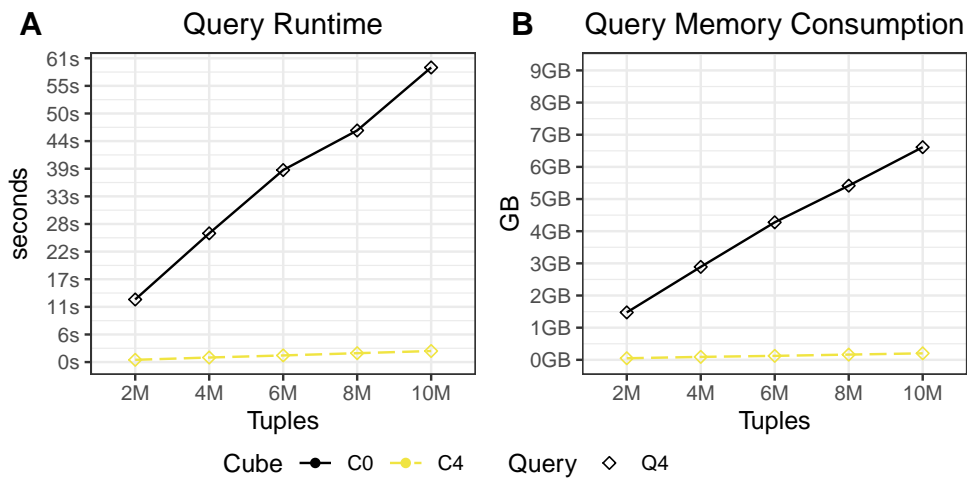 A Query Runtime
61s
55s
50s
44s
39s
33s
28s
22s
17s
11s
6s
0s
seconds
2M 4M 6M 8M 10M
Tuples
B Query Memory Consumption
9GB
8GB
7GB
6GB
5GB
4GB
3GB
2GB
1GB
0GB
GB
2M 4M 6M 8M 10M
Tuples
Cube C0 C4 Query Q4